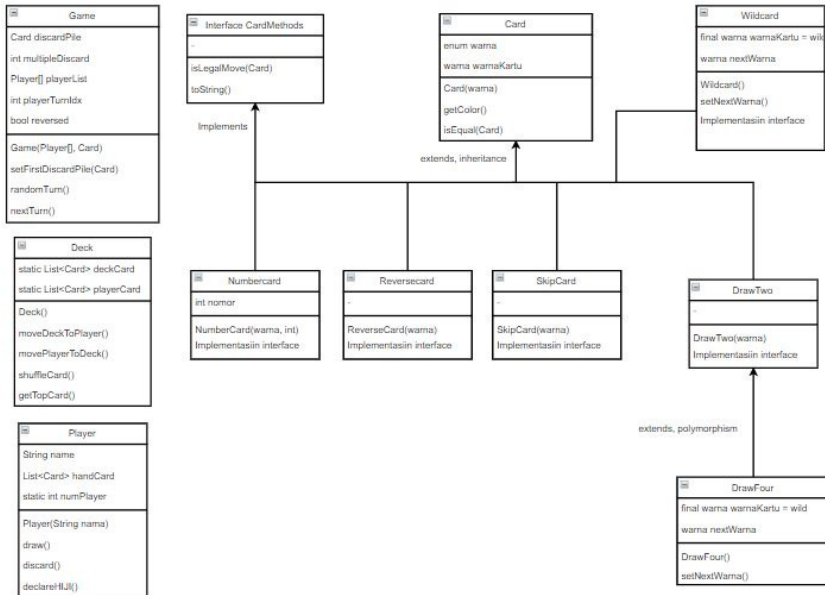 Game
Card discardPile
int multipleDiscard
Player[] playerList
int playerTurnIdx
bool reversed
Game(Player[], Card)
setFirstDiscardPile(Card)
randomTurn()
nextTurn()
Deck
static List<Card> deckCard
static List<Card> playerCard
Deck()
moveDeckToPlayer()
movePlayerToDeck()
shuffleCard()
getTopCard()
Player
String name
List<Card> handCard
static int numPlayer
Player(String nama)
draw()
discard()
declareHIJI()
Interface CardMethods
-
isLegalMove(Card)
toString()
Implements
Card
enum warna
warna warnaKartu
Card(warna)
getColor()
isEqual(Card)
extends, inheritance
Wildcard
final warna warnaKartu = wild
warna nextWarna
Wildcard()
setNextWarna()
Implementasiin interface
Numbercard
int nomor
NumberCard(warna, int)
Implementasiin interface
Reversecard
-
ReverseCard(warna)
Implementasiin interface
SkipCard
-
SkipCard(warna)
Implementasiin interface
DrawTwo
-
DrawTwo(warna)
Implementasiin interface
extends, polymorphism
DrawFour
final warna warnaKartu = wild
warna nextWarna
DrawFour()
setNextWarna()